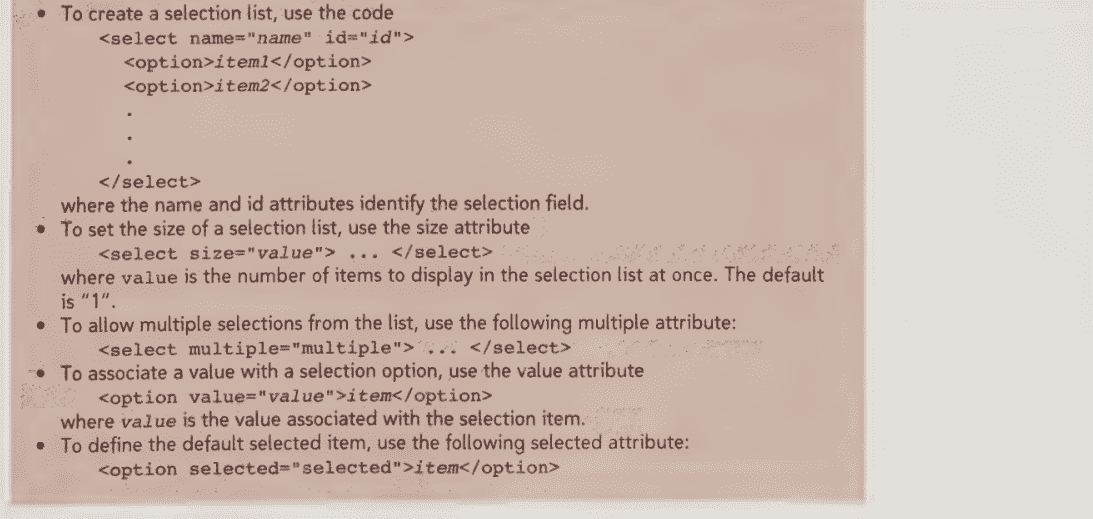 • To create a selection list, use the code
<select name="name" id="id">
<option>item1</option>
<option>item2</option>
.
.
.
</select>
where the name and id attributes identify the selection field.
• To set the size of a selection list, use the size attribute
<select size="value"> ... </select>
where value is the number of items to display in the selection list at once. The default
is "1".
• To allow multiple selections from the list, use the following multiple attribute:
<select multiple="multiple"> ... </select>
• To associate a value with a selection option, use the value attribute
<option value="value">item</option>
where value is the value associated with the selection item.
• To define the default selected item, use the following selected attribute:
<option selected="selected">item</option>